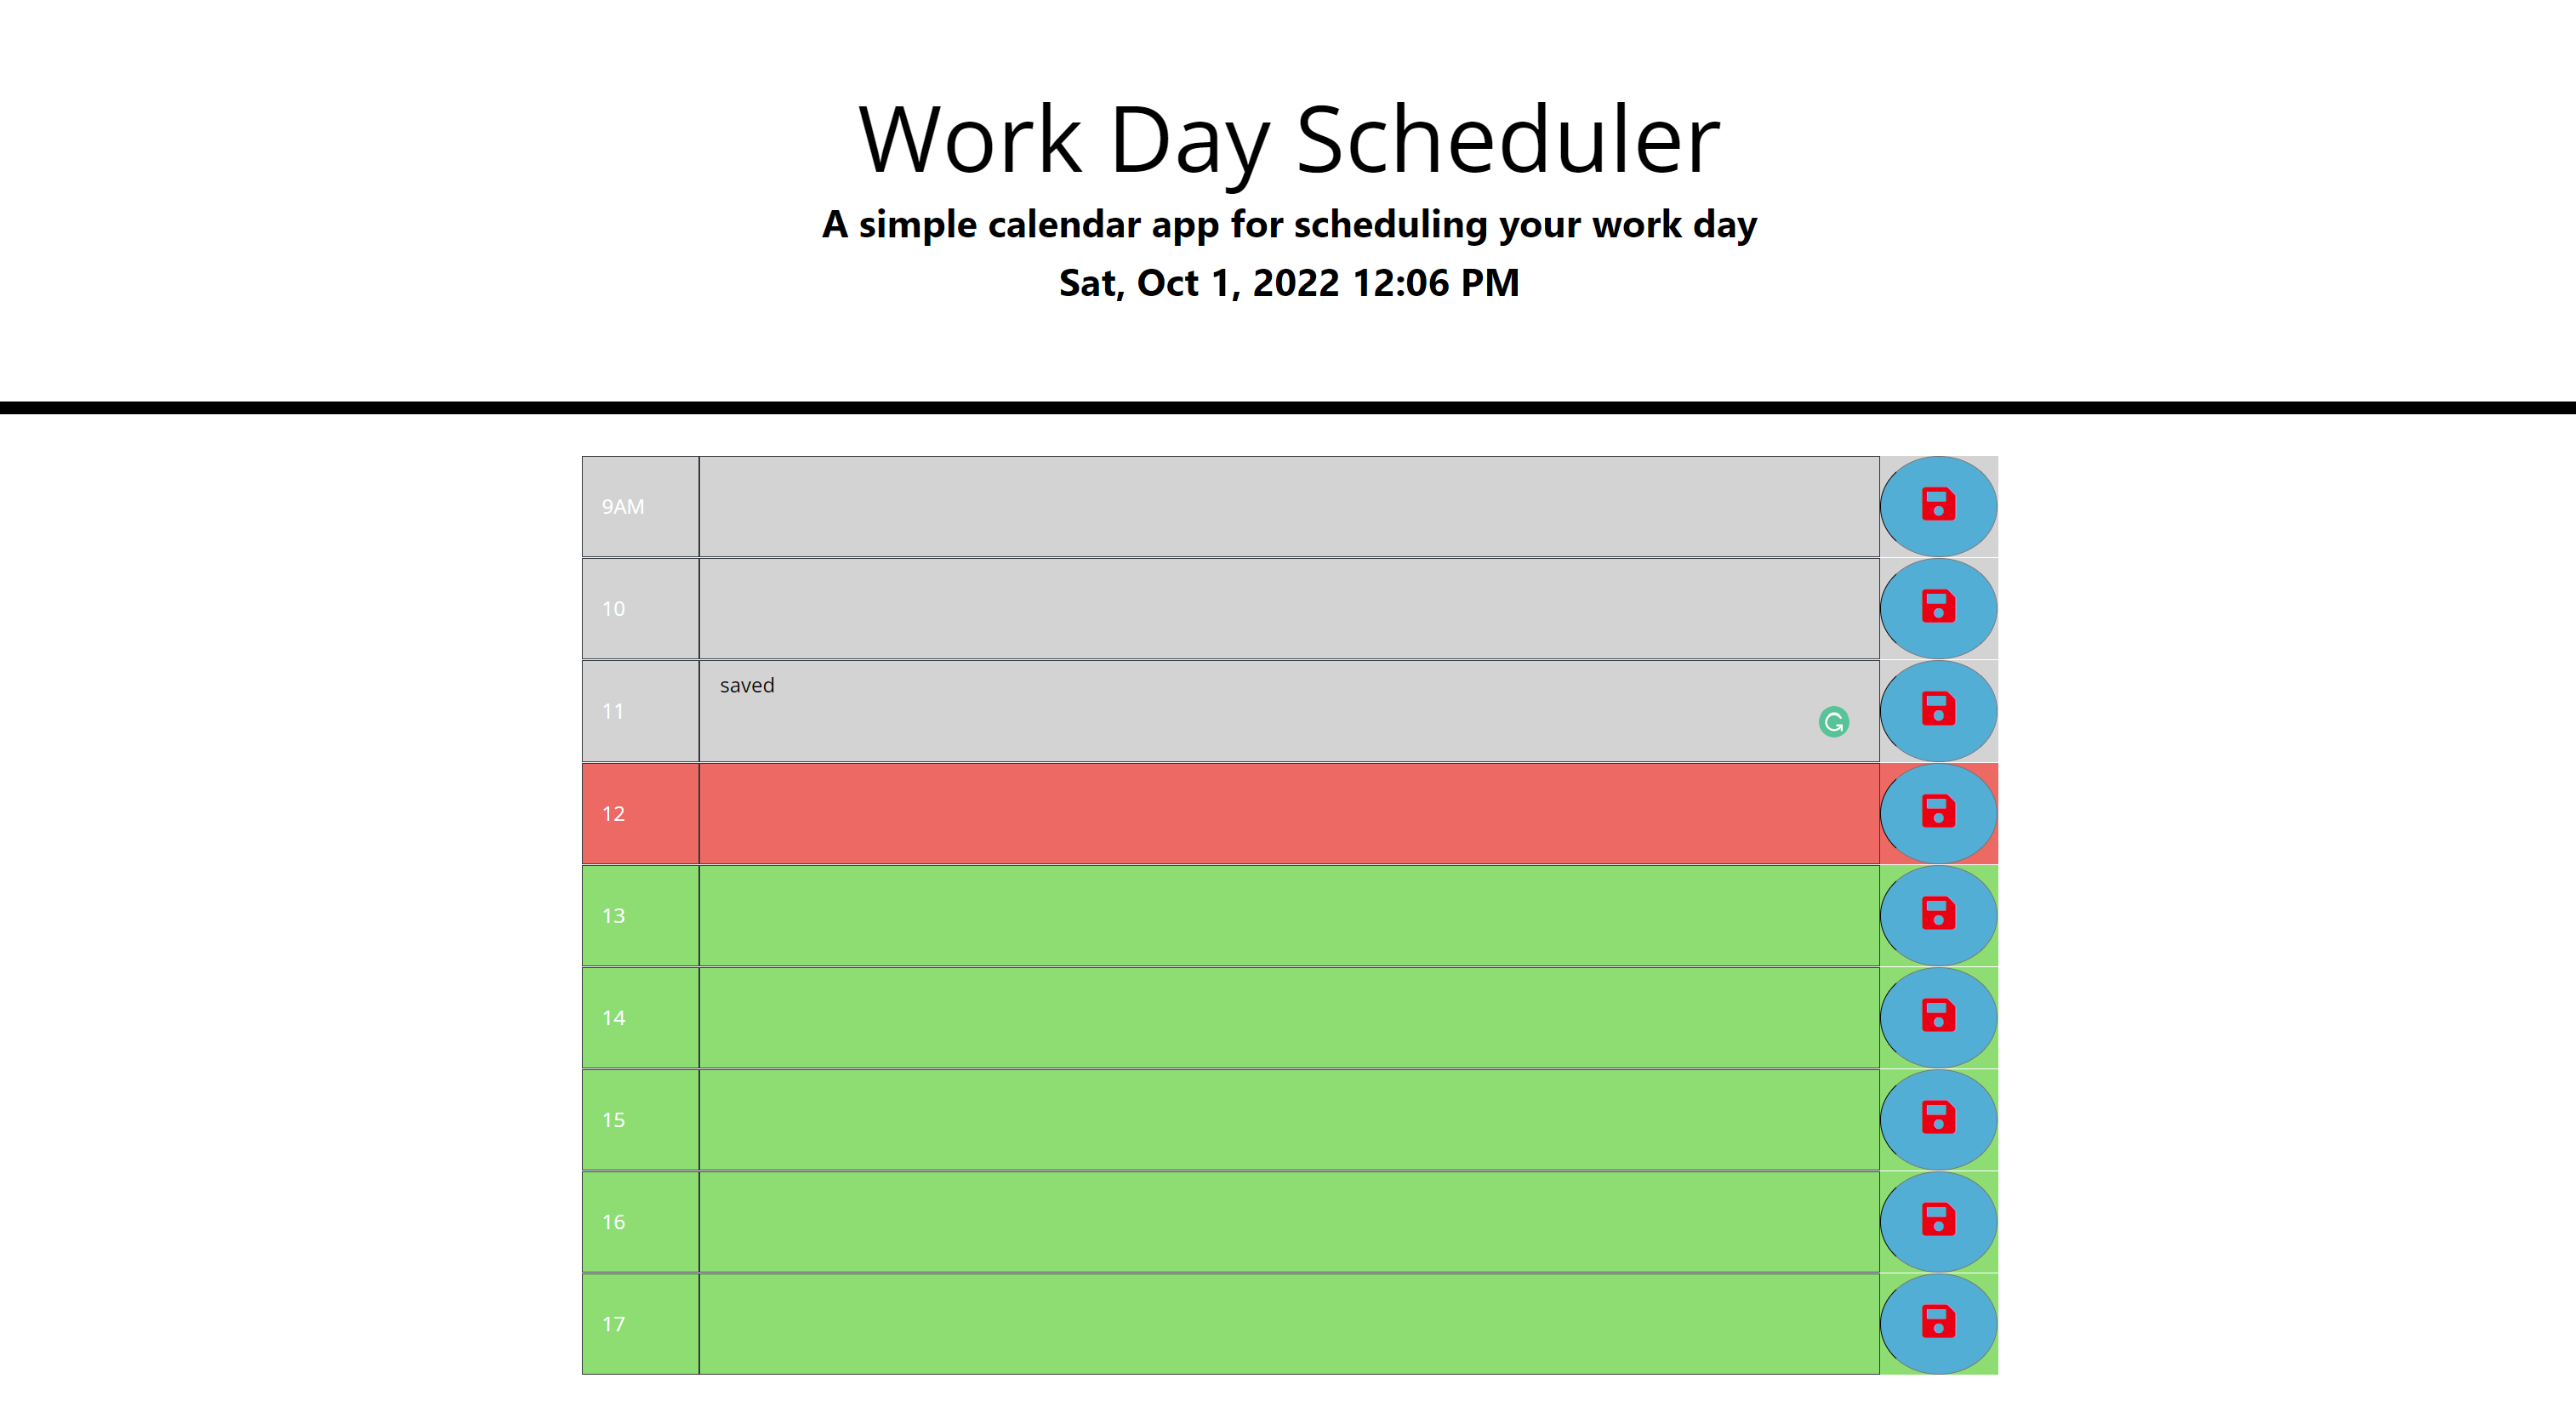 Work Day Scheduler
A simple calendar app for scheduling your work day
Sat, Oct 1, 2022 12:06 PM
9AM
10
11
saved
12
13
14
15
16
17